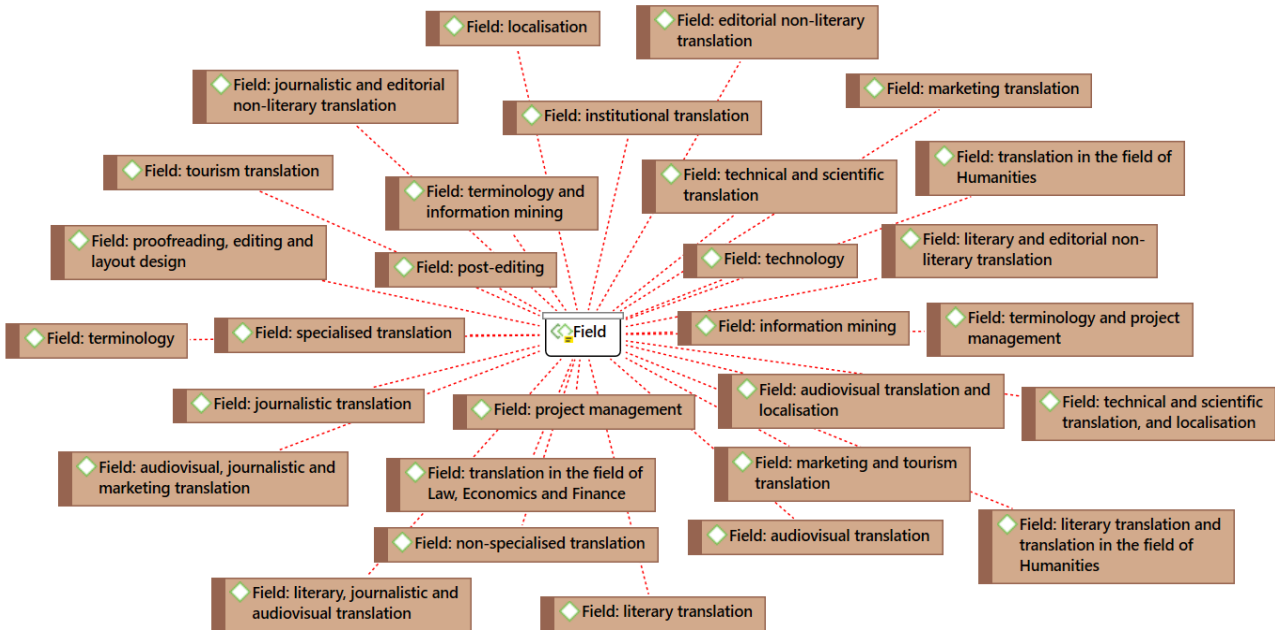 Field: localisation
Field: editorial non-literary
translation
Field: journalistic and editorial
non-literary translation
Field: marketing translation
Field: institutional translation
Field: tourism translation
Field: terminology and
information mining
Field: technical and scientific
translation
Field: translation in the field of
Humanities
Field: proofreading, editing and
layout design
Field: post-editing
Field: technology
Field: literary and editorial non-
literary translation
Field: terminology
Field: specialised translation
Field
Field: information mining
Field: terminology and project
management
Field: journalistic translation
Field: project management
Field: audiovisual translation and
localisation
Field: technical and scientific
translation, and localisation
Field: audiovisual, journalistic and
marketing translation
Field: translation in the field of
Law, Economics and Finance
Field: marketing and tourism
translation
Field: non-specialised translation
Field: audiovisual translation
Field: literary translation and
translation in the field of
Humanities
Field: literary, journalistic and
audiovisual translation
Field: literary translation